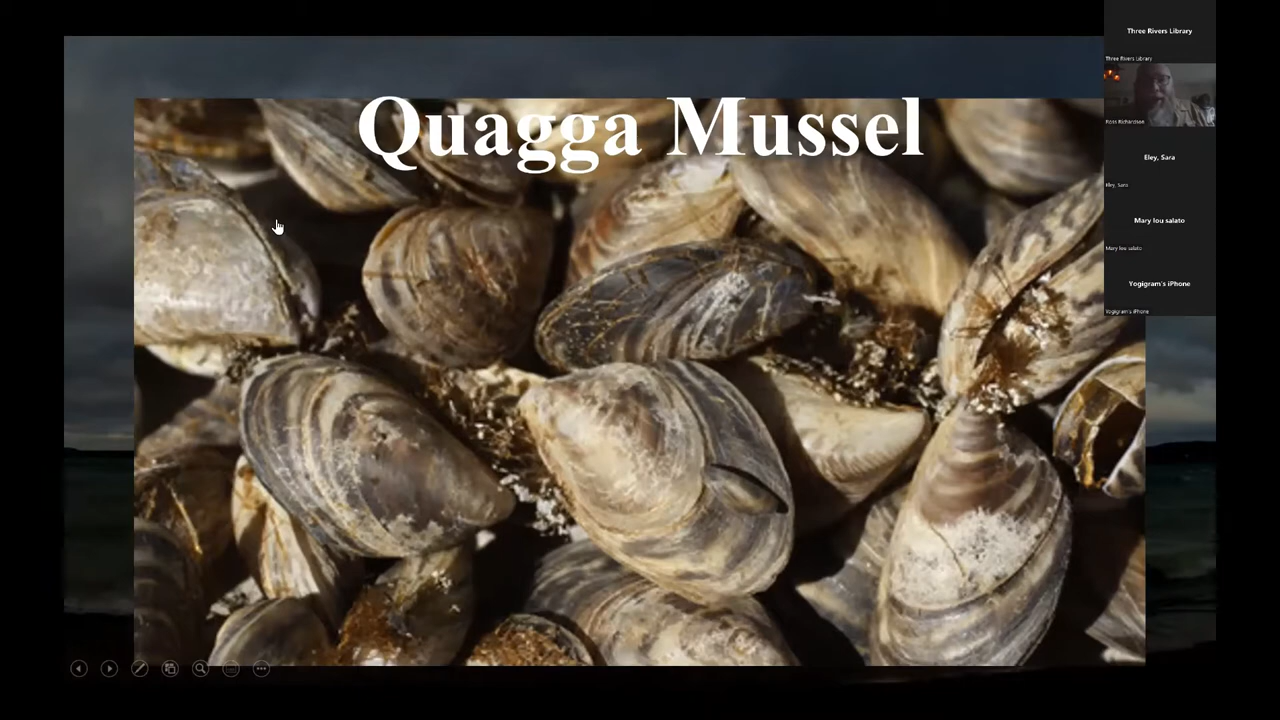 Quagga Mussel
Three Rivers Library
Three Rivers Library
Ross Richardson
Eley, Sara
Eley, Sara
Mary lou salato
Mary lou salato
Yogigram's iPhone
Yogigram's iPhone